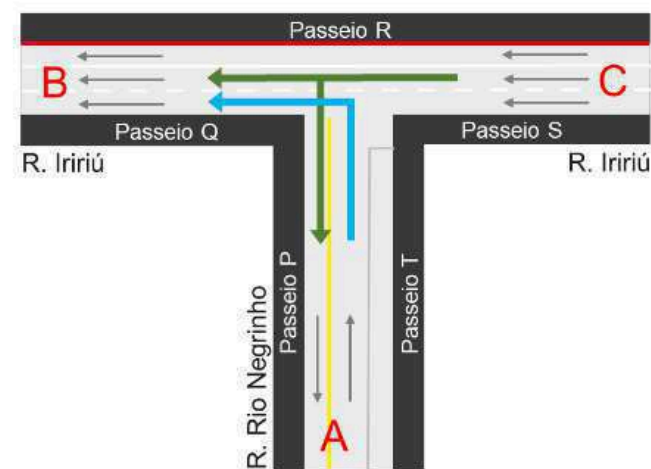 Passeio R
B
C
Passeio Q
Passeio S
R. Iririú
R. Iririú
Passeio P
Passeio T
R. Rio Negrinho
A